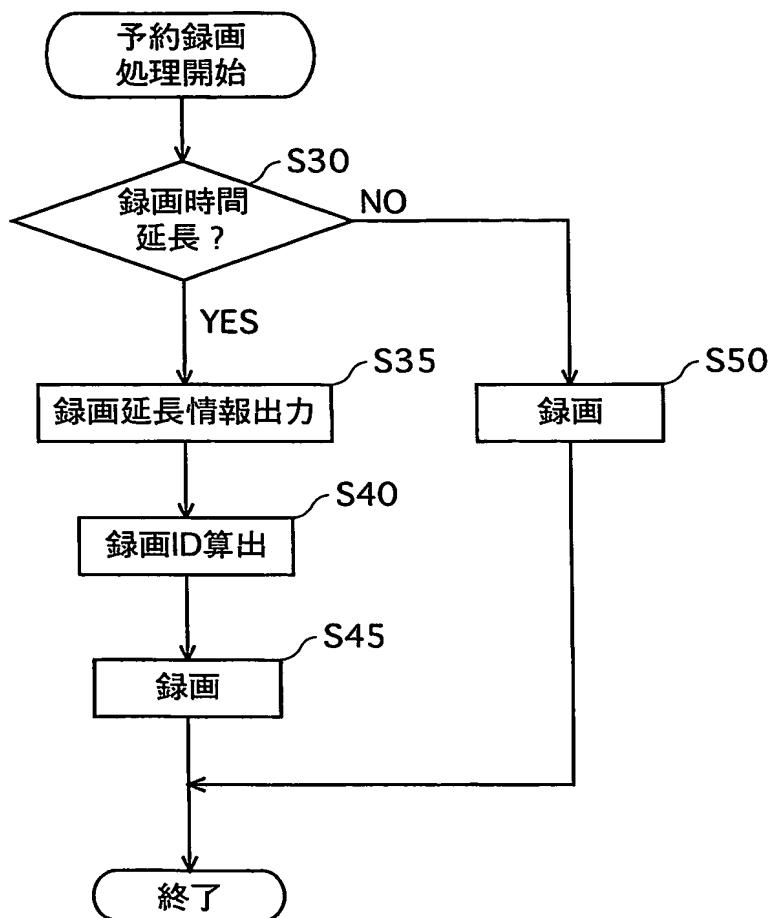 予約録画
処理開始
S30
録画時間
延長?
NO
YES
S35
録画延長情報出力
S50
録画
S40
録画ID算出
S45
録画
終了